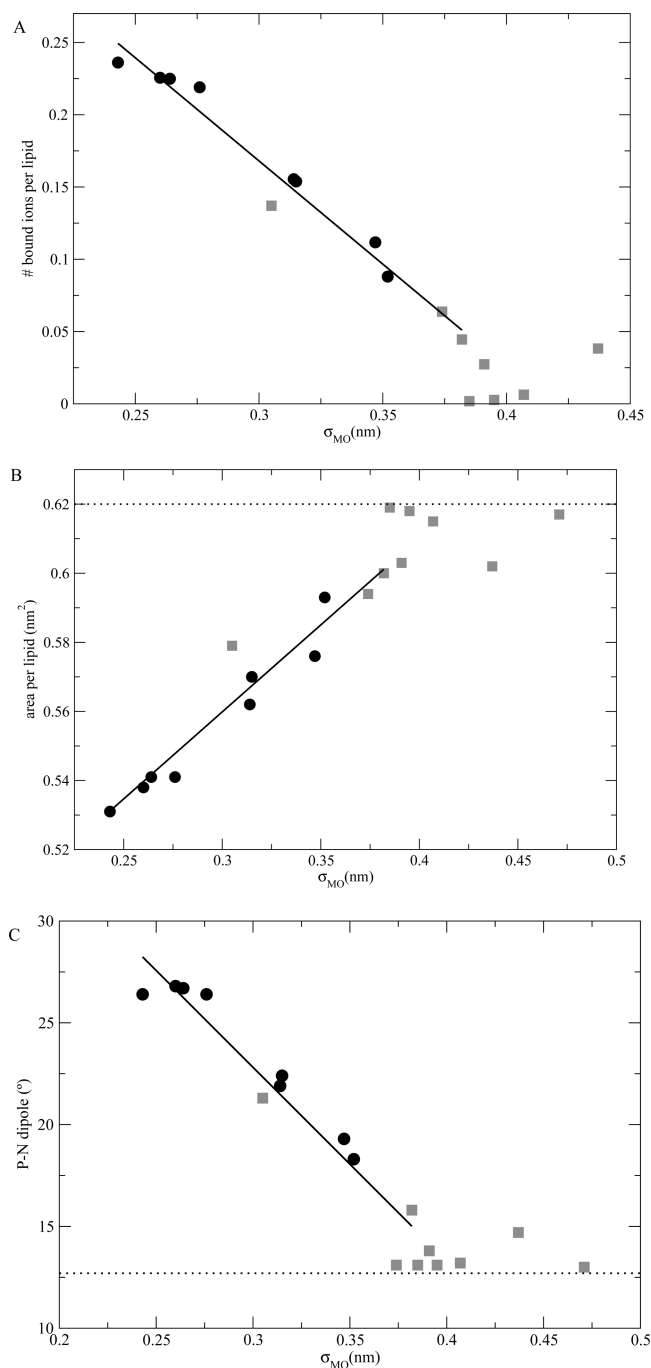 A
0.25
0.2
0.15
0.1
0.05
0
# bound ions per lipid
0.25 0.3 0.35 0.4 0.45
σMO(nm)
B
0.62
0.6
0.58
0.56
0.54
0.52
area per lipid (nm²)
0.25 0.3 0.35 0.4 0.45 0.5
σMO(nm)
C
30
25
20
15
10
P-N dipole (º)
0.2 0.25 0.3 0.35 0.4 0.45 0.5
σMO(nm)